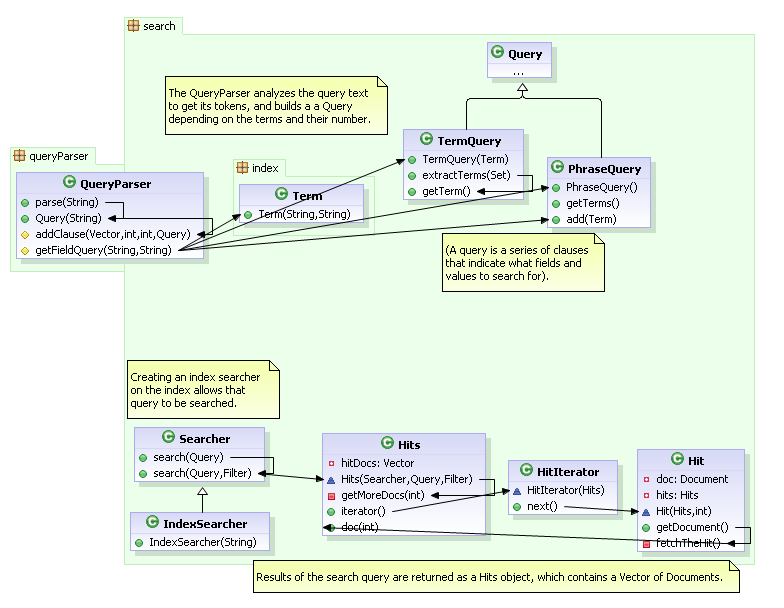 search
Query
...
The QueryParser analyzes the query text
to get its tokens, and builds a a Query
depending on the terms and their number.
TermQuery
TermQuery(Term)
extractTerms(Set)
getTerm()
queryParser
QueryParser
parse(String)
Query(String)
addClause(Vector,int,int,Query)
getFieldQuery(String,String)
index
Term
Term(String,String)
PhraseQuery
PhraseQuery()
getTerms()
add(Term)
(A query is a series of clauses
that indicate what fields and
values to search for).
Creating an index searcher
on the index allows that
query to be searched.
Searcher
search(Query)
search(Query,Filter)
IndexSearcher
IndexSearcher(String)
Hits
hitDocs: Vector
Hits(Searcher,Query,Filter)
getMoreDocs(int)
iterator()
doc(int)
HitIterator
HitIterator(Hits)
next()
Hit
doc: Document
hits: Hits
Hit(Hits,int)
getDocument()
fetchTheHit()
Results of the search query are returned as a Hits object, which contains a Vector of Documents.